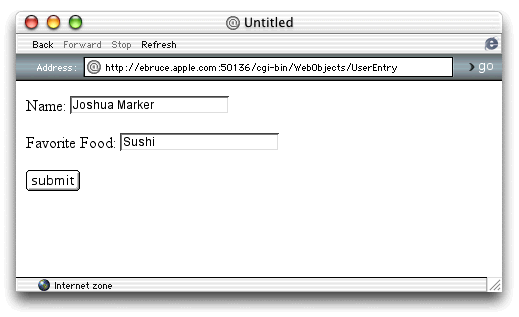 Untitled
Back Forward Stop Refresh
Address: http://ebruce.apple.com:50136/cgi-bin/WebObjects/UserEntry go
Name: Joshua Marker
Favorite Food: Sushi
submit
Internet zone